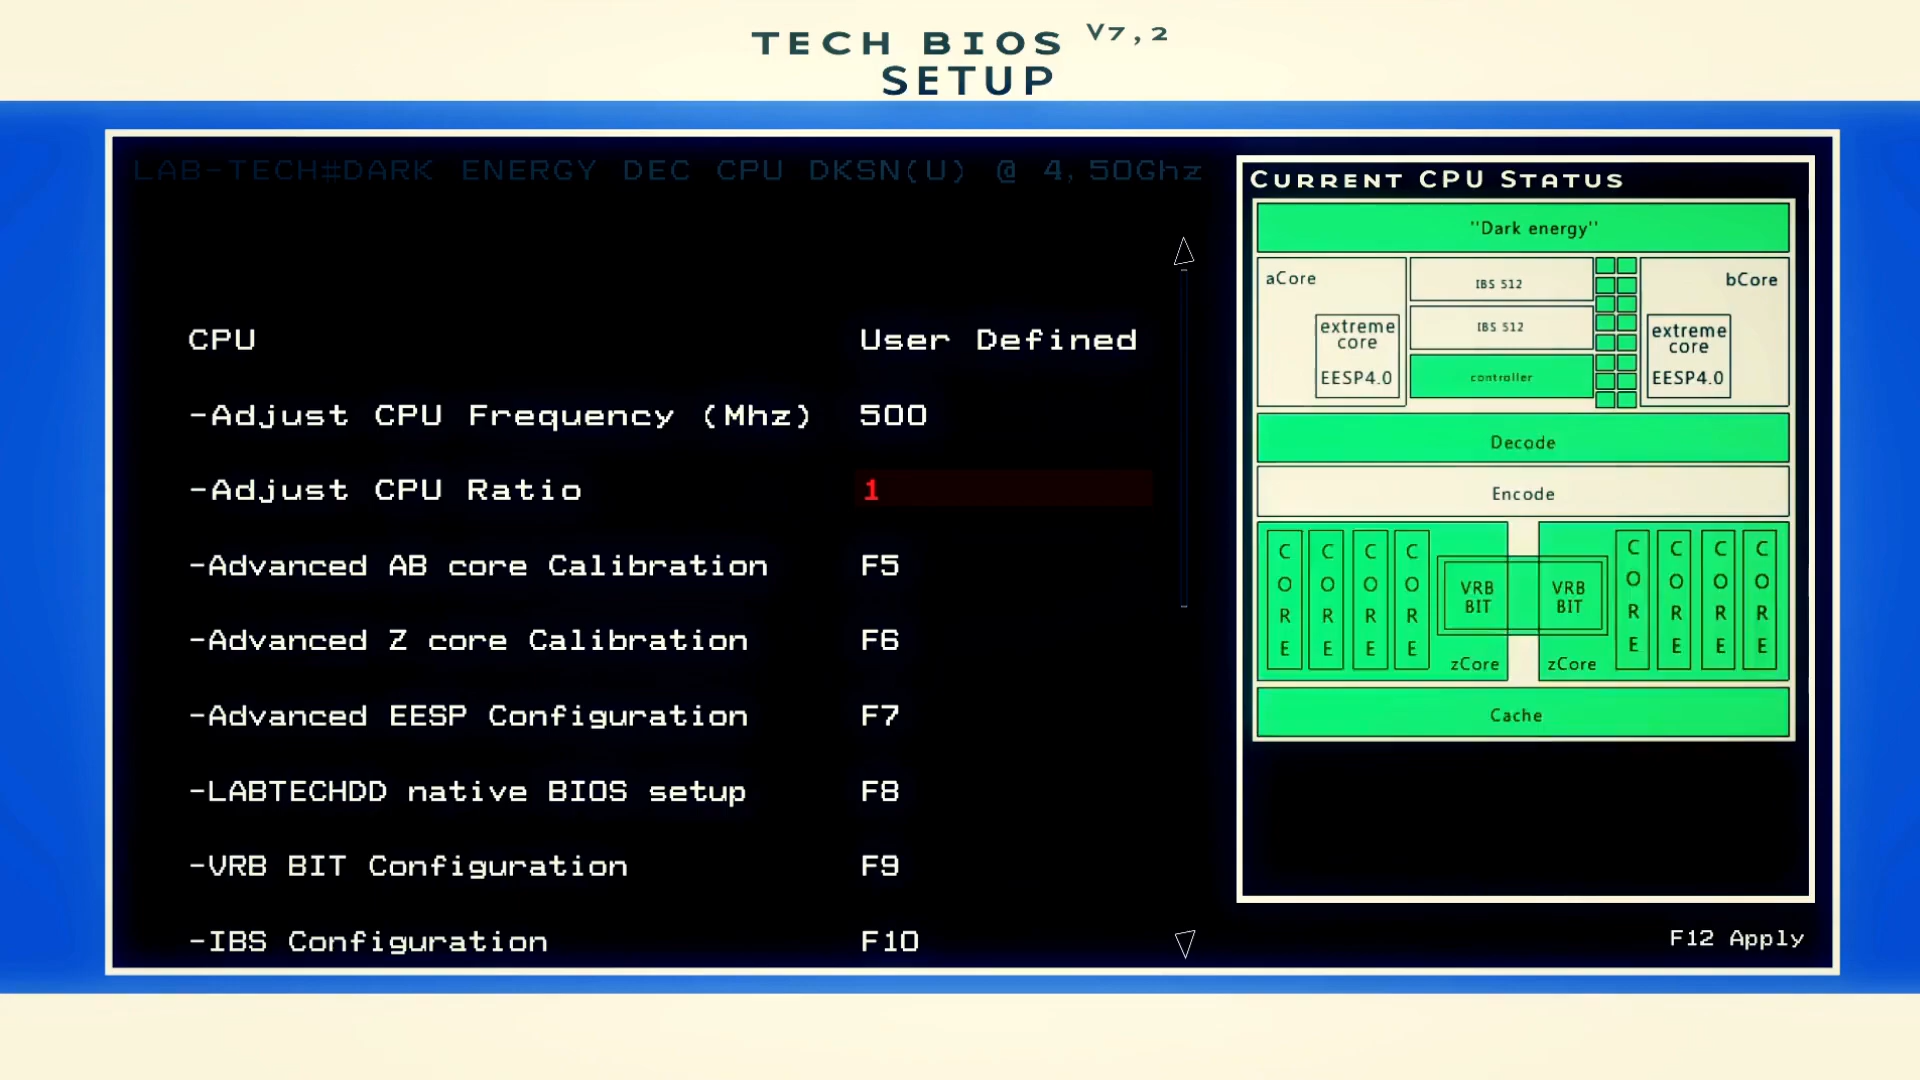 TECH BIOS V7,2
SETUP
LAB-TECH#DARK ENERGY DEC CPU DKSN(U) @ 4,50Ghz
CPU User Defined
-Adjust CPU Frequency (Mhz) 500
-Adjust CPU Ratio 1
-Advanced AB core Calibration F5
-Advanced Z core Calibration F6
-Advanced EESP Configuration F7
-LABTECHDD native BIOS setup F8
-VRB BIT Configuration F9
-IBS Configuration F10
CURRENT CPU STATUS
"Dark energy"
aCore
extreme
core
EESP4.0
IBS 512
IBS 512
controller
bCore
extreme
core
EESP4.0
Decode
Encode
CORE
CORE
CORE
CORE
VRB
BIT
zCore
VRB
BIT
zCore
CORE
CORE
CORE
CORE
Cache
F12 Apply